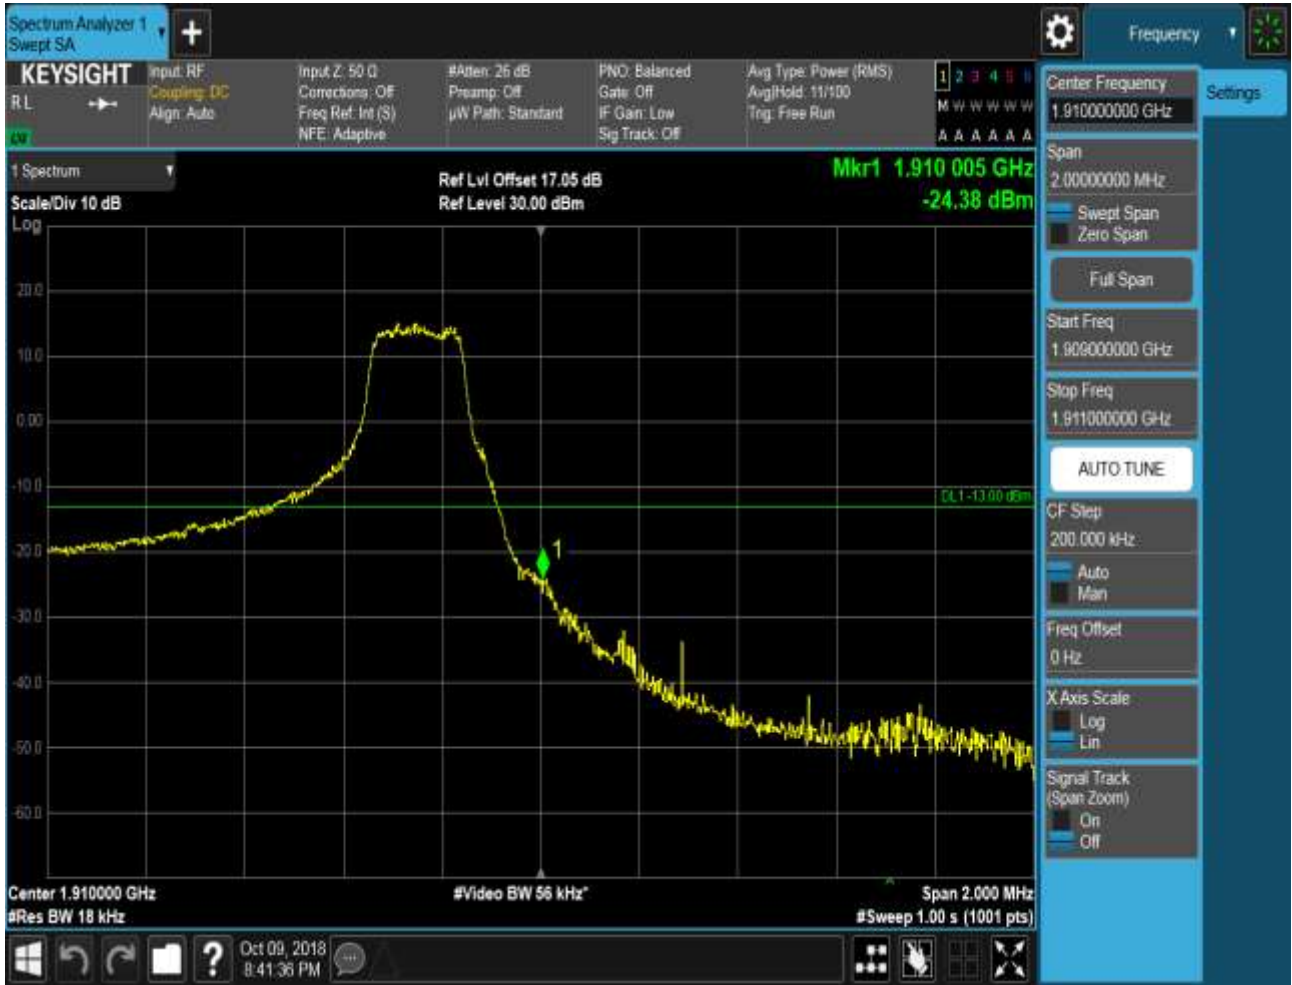 Spectrum Analyzer 1
Swept SA
Frequency
KEYSIGHT
R L
Input: RF
Coupling: DC
Align: Auto
Input Z: 50 Ω
Corrections: Off
Freq Ref: Int (S)
NFE: Adaptive
#Atten: 26 dB
Preamp: Off
µW Path: Standard
PNO: Balanced
Gate: Off
IF Gain: Low
Sig Track: Off
Avg Type: Power (RMS)
Avg|Hold: 11/100
Trig: Free Run
1 2 3 4 5 6
M W W W W W
A A A A A A
1 Spectrum
Scale/Div 10 dB
Log
Ref Lvl Offset 17.05 dB
Ref Level 30.00 dBm
Mkr1 1.910 005 GHz
-24.38 dBm
20.0
10.0
0.00
-10.0
-20.0
-30.0
-40.0
-50.0
-60.0
DL1 -13.00 dBm
1
Center 1.910000 GHz
#Res BW 18 kHz
#Video BW 56 kHz*
Span 2.000 MHz
#Sweep 1.00 s (1001 pts)
Oct 09, 2018
8:41:36 PM
Center Frequency
1.910000000 GHz
Settings
Span
2.00000000 MHz
Swept Span
Zero Span
Full Span
Start Freq
1.909000000 GHz
Stop Freq
1.911000000 GHz
AUTO TUNE
CF Step
200.000 kHz
Auto
Man
Freq Offset
0 Hz
X Axis Scale
Log
Lin
Signal Track
(Span Zoom)
On
Off